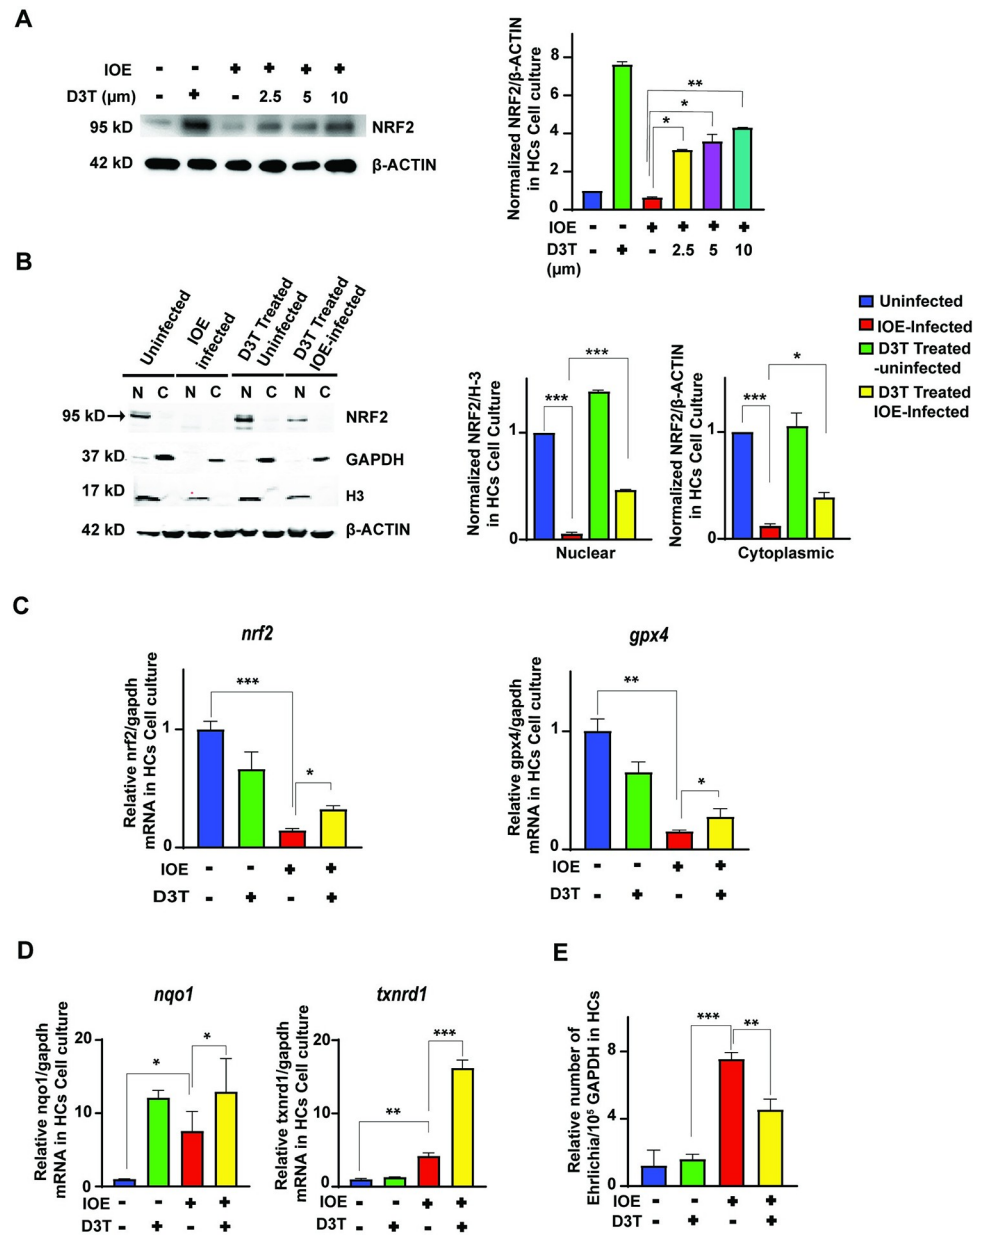 A
IOE - - + + + +
D3T (µm) - + - 2.5 5 10
95 kD NRF2
42 kD β-ACTIN
Normalized NRF2/β-ACTIN
in HCs Cell culture
8
6
4
2
0
**
*
*
IOE - - + + + +
D3T - + - 2.5 5 10
(µm)
B
Uninfected
IOE
infected
D3T Treated
Uninfected
D3T Treated
IOE-infected
N C N C N C N C
95 kD NRF2
37 kD GAPDH
17 kD H3
42 kD β-ACTIN
Normalized NRF2/H-3
in HCs Cell Culture
1
0
***
***
Nuclear
Normalized NRF2/β-ACTIN
in HCs Cell Culture
1
0
***
*
Cytoplasmic
Uninfected
IOE-Infected
D3T Treated
-uninfected
D3T Treated
IOE-Infected
C
nrf2
Relative nrf2/gapdh
mRNA in HCs Cell culture
1
0
***
*
IOE - - + +
D3T - + - +
gpx4
Relative gpx4/gapdh
mRNA in HCs Cell culture
1
0
**
*
IOE - - + +
D3T - + - +
D
nqo1
Relative nqo1/gapdh
mRNA in HCs Cell culture
20
10
0
*
*
IOE - - + +
D3T - + - +
txnrd1
Relative txnrd1/gapdh
mRNA in HCs Cell culture
20
10
0
**
***
IOE - - + +
D3T - + - +
E
Relative number of
Ehrlichia/10⁵ GAPDH in HCs
8
4
0
***
**
IOE - - + +
D3T - + - +